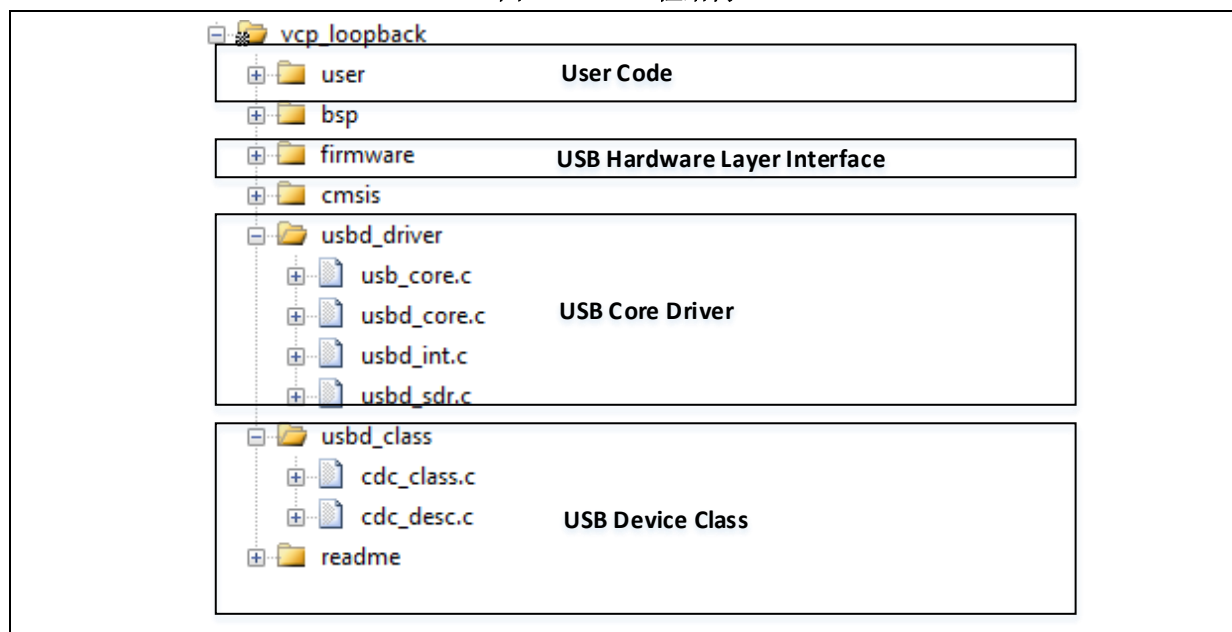 vcp_loopback
user User Code
bsp
firmware USB Hardware Layer Interface
cmsis
usbd_driver
usb_core.c
usbd_core.c USB Core Driver
usbd_int.c
usbd_sdr.c
usbd_class
cdc_class.c
cdc_desc.c USB Device Class
readme